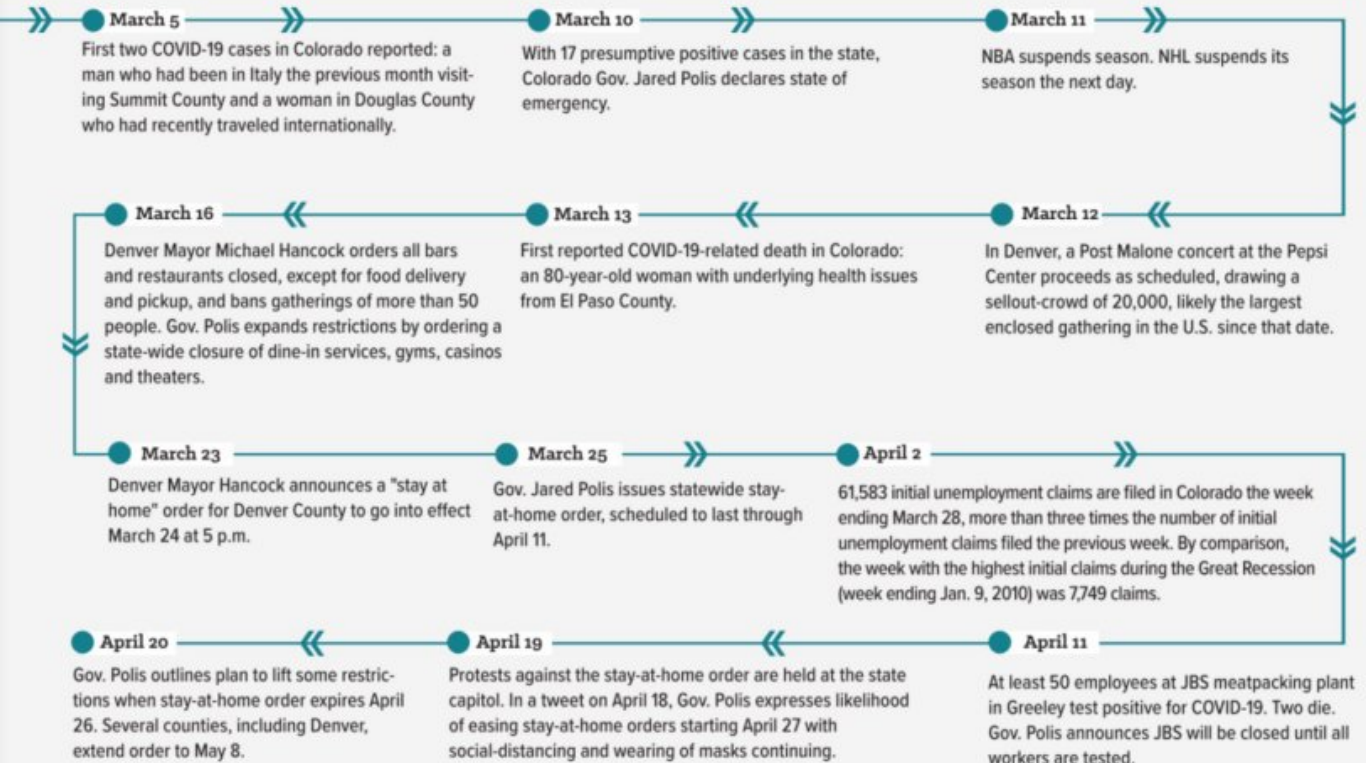 March 5
First two COVID-19 cases in Colorado reported: a
man who had been in Italy the previous month visit-
ing Summit County and a woman in Douglas County
who had recently traveled internationally.
March 10
With 17 presumptive positive cases in the state,
Colorado Gov. Jared Polis declares state of
emergency.
March 11
NBA suspends season. NHL suspends its
season the next day.
March 12
In Denver, a Post Malone concert at the Pepsi
Center proceeds as scheduled, drawing a
sellout-crowd of 20,000, likely the largest
enclosed gathering in the U.S. since that date.
March 13
First reported COVID-19-related death in Colorado:
an 80-year-old woman with underlying health issues
from El Paso County.
March 16
Denver Mayor Michael Hancock orders all bars
and restaurants closed, except for food delivery
and pickup, and bans gatherings of more than 50
people. Gov. Polis expands restrictions by ordering a
state-wide closure of dine-in services, gyms, casinos
and theaters.
March 23
Denver Mayor Hancock announces a "stay at
home" order for Denver County to go into effect
March 24 at 5 p.m.
March 25
Gov. Jared Polis issues statewide stay-
at-home order, scheduled to last through
April 11.
April 2
61,583 initial unemployment claims are filed in Colorado the week
ending March 28, more than three times the number of initial
unemployment claims filed the previous week. By comparison,
the week with the highest initial claims during the Great Recession
(week ending Jan. 9, 2010) was 7,749 claims.
April 11
At least 50 employees at JBS meatpacking plant
in Greeley test positive for COVID-19. Two die.
Gov. Polis announces JBS will be closed until all
workers are tested.
April 19
Protests against the stay-at-home order are held at the state
capitol. In a tweet on April 18, Gov. Polis expresses likelihood
of easing stay-at-home orders starting April 27 with
social-distancing and wearing of masks continuing.
April 20
Gov. Polis outlines plan to lift some restric-
tions when stay-at-home order expires April
26. Several counties, including Denver,
extend order to May 8.